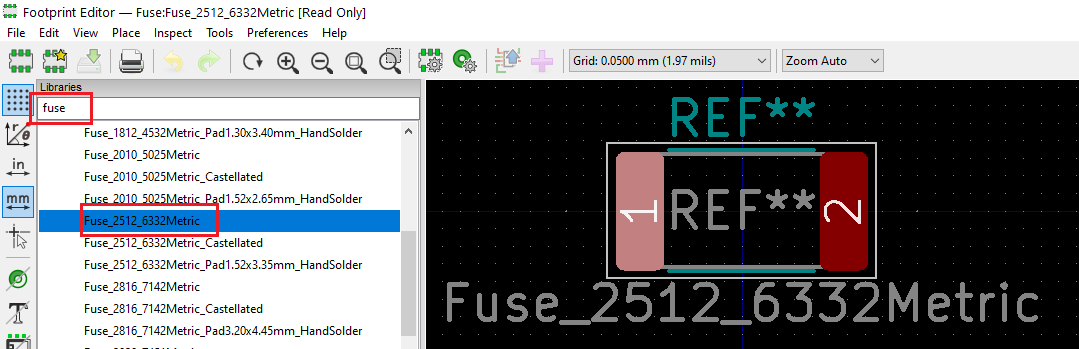 Footprint Editor — Fuse:Fuse_2512_6332Metric [Read Only]
File Edit View Place Inspect Tools Preferences Help
Grid: 0.0500 mm (1.97 mils) Zoom Auto
Libraries
fuse
in
mm
Fuse_1812_4532Metric_Pad1.30x3.40mm_HandSolder
Fuse_2010_5025Metric
Fuse_2010_5025Metric_Castellated
Fuse_2010_5025Metric_Pad1.52x2.65mm_HandSolder
Fuse_2512_6332Metric
Fuse_2512_6332Metric_Castellated
Fuse_2512_6332Metric_Pad1.52x3.35mm_HandSolder
Fuse_2816_7142Metric
Fuse_2816_7142Metric_Castellated
Fuse_2816_7142Metric_Pad3.20x4.45mm_HandSolder
REF**
1 REF** 2
Fuse_2512_6332Metric